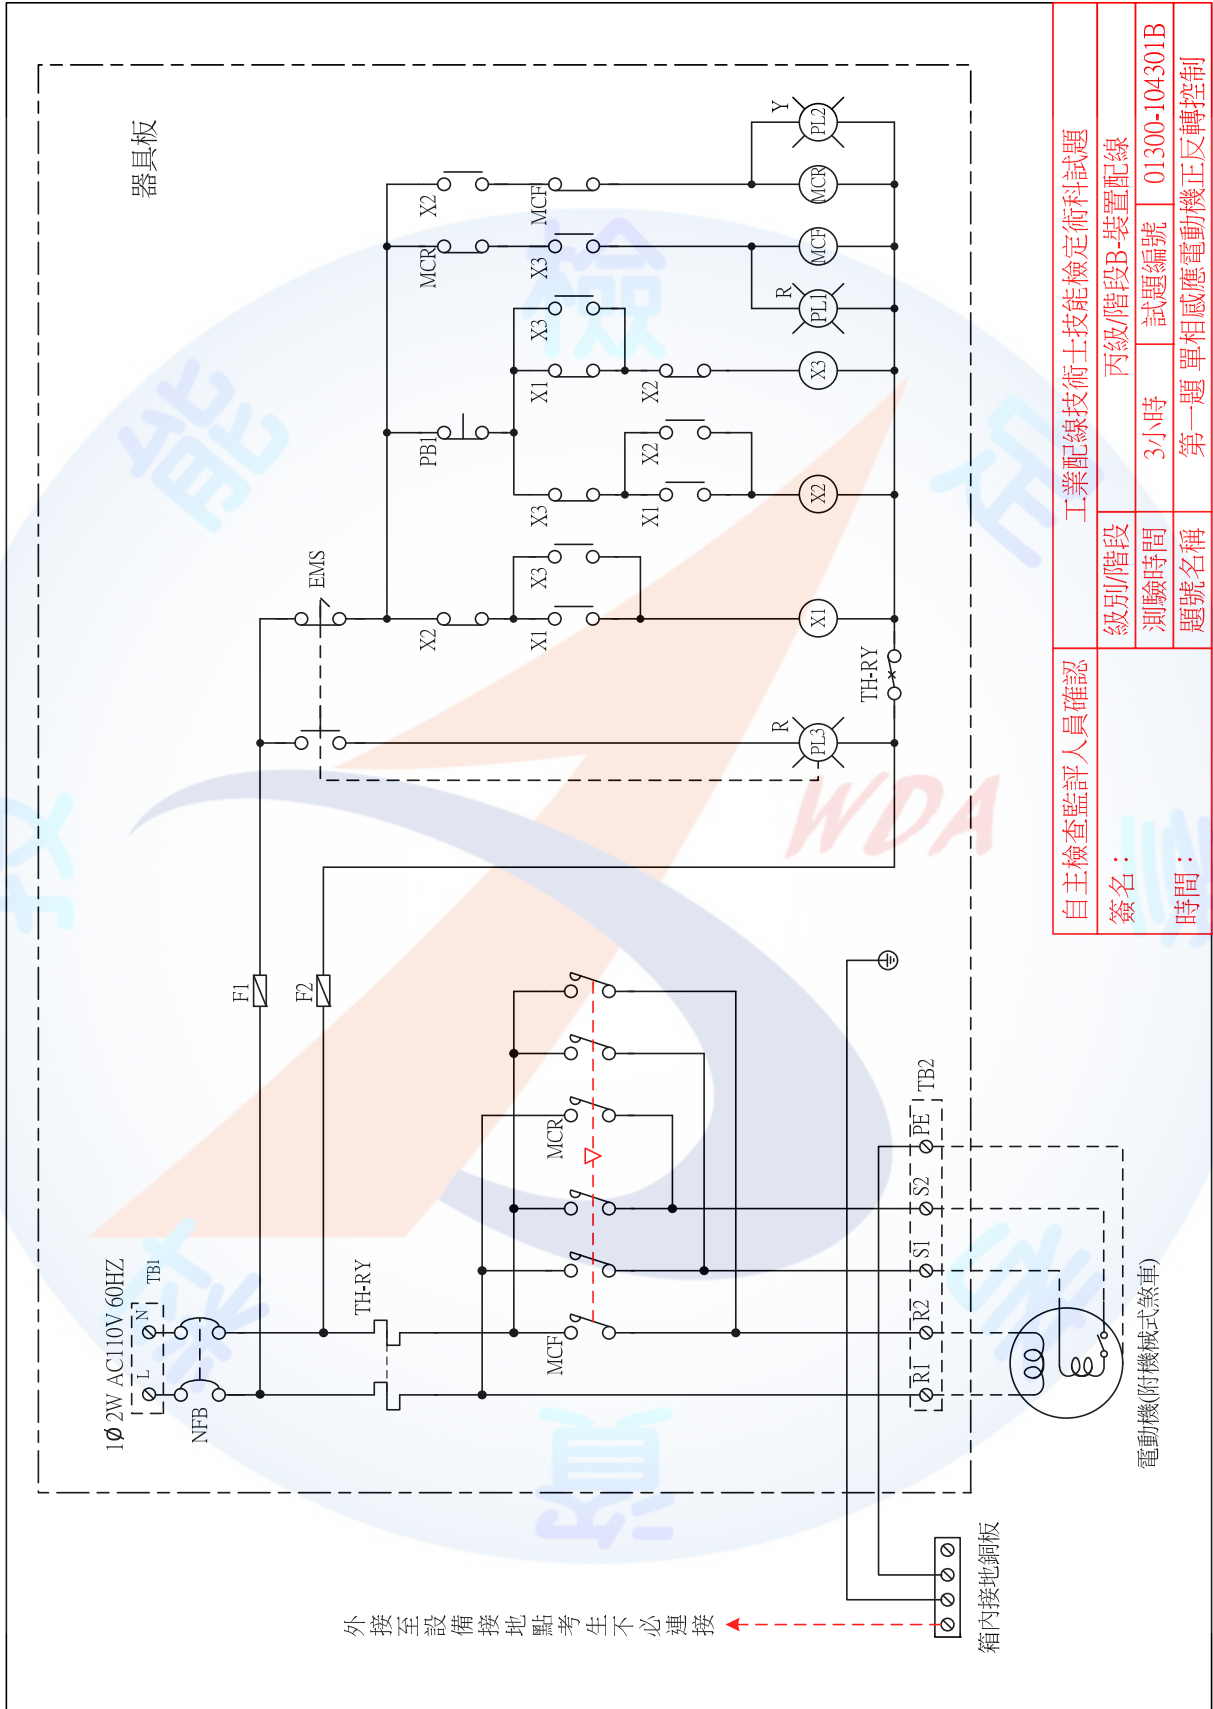 器具板
1Ø 2W AC110V 60HZ
TB1
L
N
NFB
F1
F2
TH-RY
MCF
MCR
EMS
X2
X1
X3
PB1
X3
X1
X2
X1
X3
X2
MCR
X3
X2
MCF
R
PL3
X1
X2
X3
R
PL1
MCF
MCR
Y
PL2
TH-RY
TB2
R1
R2
S1
S2
PE
電動機(附機械式煞車)
箱內接地銅板
外接至設備接地點考生不必連接
自主檢查監評人員確認
簽名：
時間：
工業配線技術士技能檢定術科試題
級別/階段
丙級/階段B-裝置配線
測驗時間
3小時
試題編號
01300-104301B
題號名稱
第一題 單相感應電動機正反轉控制
WDA